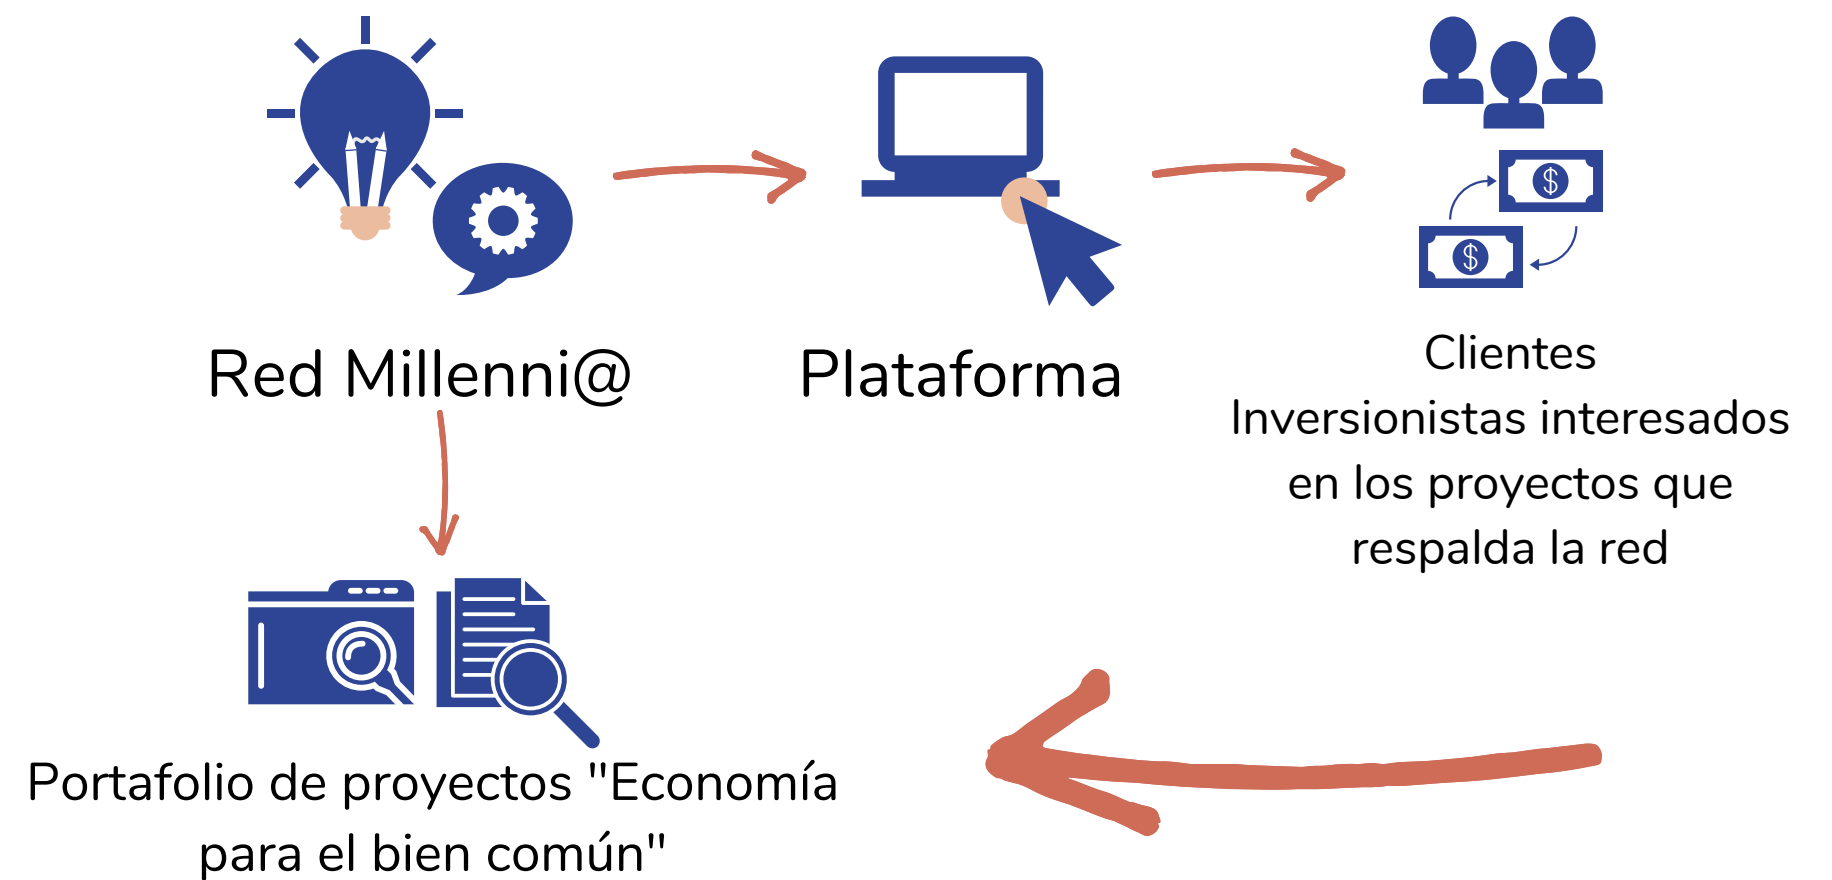 Red Millenni@
Plataforma
Clientes
Inversionistas interesados
en los proyectos que
respalda la red
Portafolio de proyectos "Economía
para el bien común"